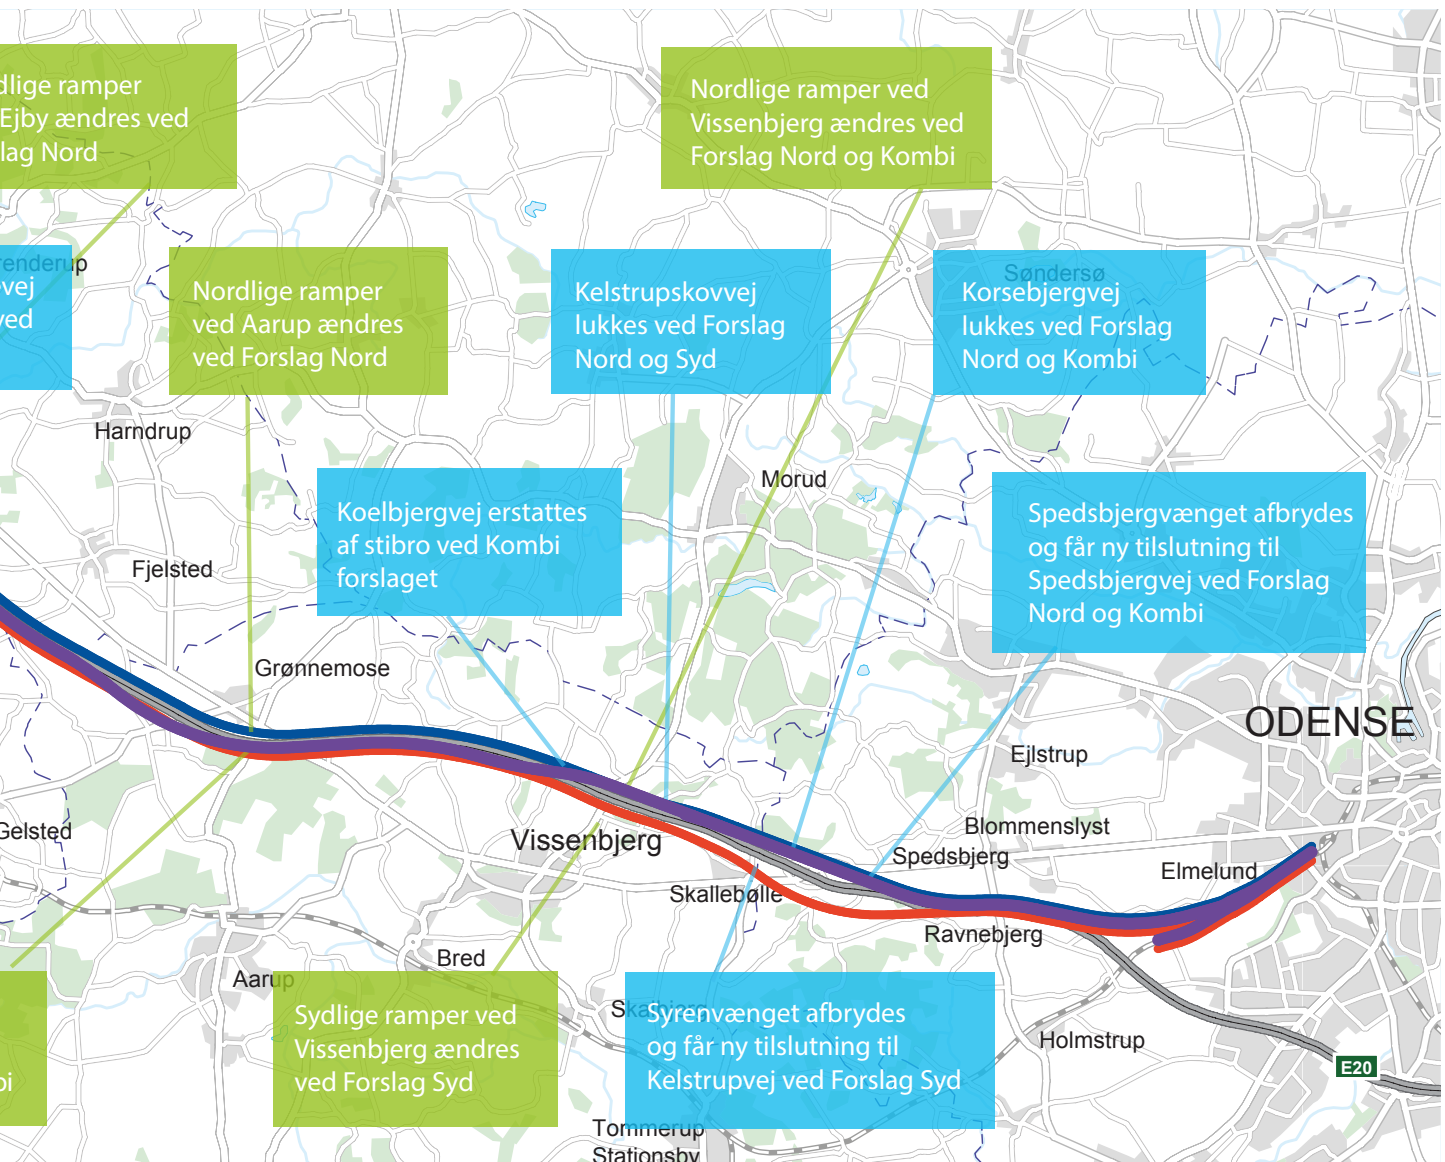 dlige ramper
Ejby ændres ved
lag Nord
Nordlige ramper ved
Vissenbjerg ændres ved
Forslag Nord og Kombi
renderup
vej
ved
Nordlige ramper
ved Aarup ændres
ved Forslag Nord
Kelstrupskovvej
lukkes ved Forslag
Nord og Syd
Søndersø
Korsebjergvej
lukkes ved Forslag
Nord og Kombi
Harndrup
Morud
Koelbjergvej erstattes
af stibro ved Kombi
forslaget
Spedsbjergvænget afbrydes
og får ny tilslutning til
Spedsbjergvej ved Forslag
Nord og Kombi
Fjelsted
Grønnemose
ODENSE
Ejlstrup
Gelsted
Vissenbjerg
Blommenslyst
Spedsbjerg
Elmelund
Skallebølle
Ravnebjerg
Bred
Aarup
Skalbjerg
Sydlige ramper ved
Vissenbjerg ændres
ved Forslag Syd
Syrenvænget afbrydes
og får ny tilslutning til
Kelstrupvej ved Forslag Syd
Holmstrup
E20
bi
Tommerup
Stationsby